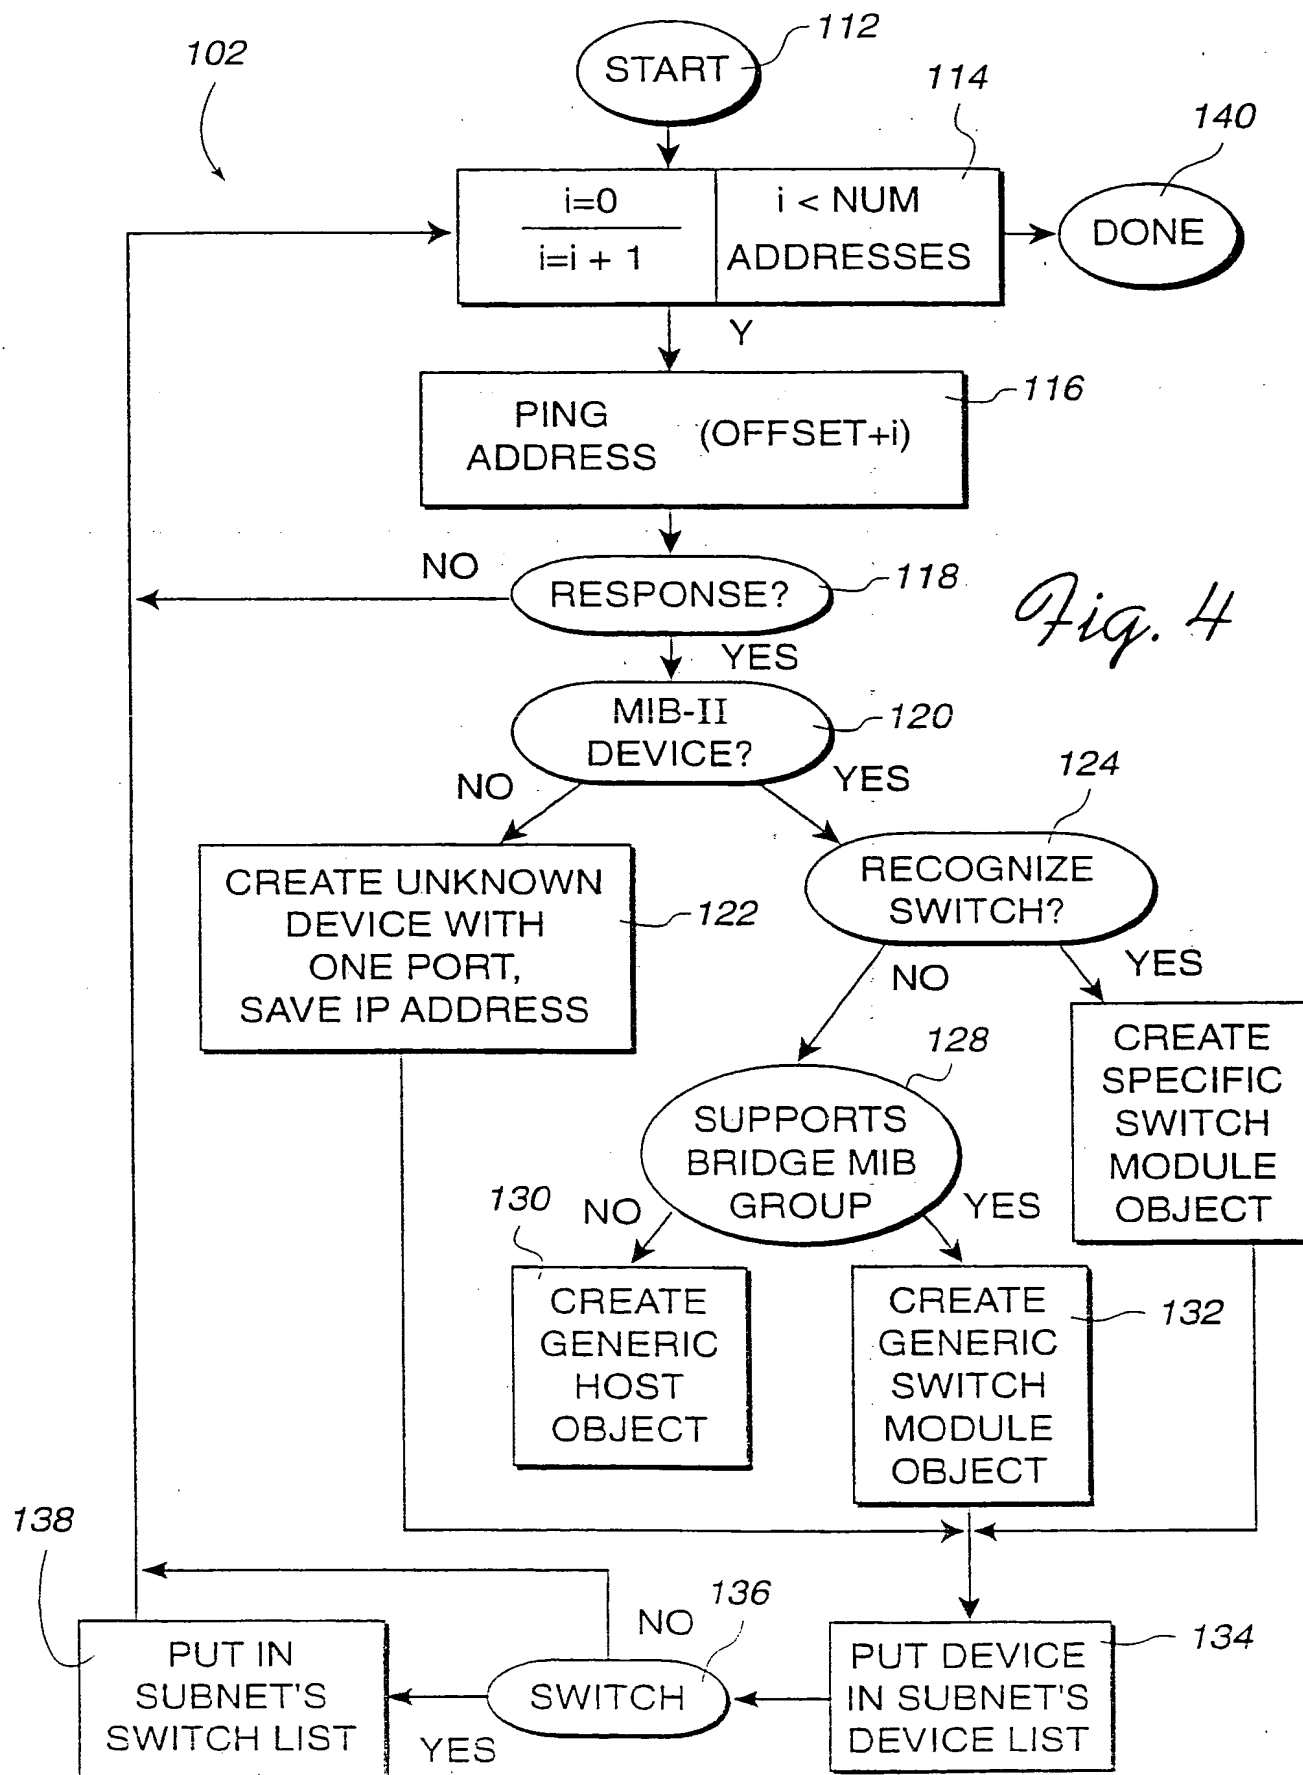 102
START
112
114
140
i=0
i=i + 1
i < NUM
ADDRESSES
DONE
Y
PING
ADDRESS
(OFFSET+i)
116
NO
RESPONSE?
118
Fig. 4
YES
MIB-II
DEVICE?
120
NO
YES
124
CREATE UNKNOWN
DEVICE WITH
ONE PORT,
SAVE IP ADDRESS
122
RECOGNIZE
SWITCH?
NO
YES
128
CREATE
SPECIFIC
SWITCH
MODULE
OBJECT
SUPPORTS
BRIDGE MIB
GROUP
130
NO
YES
CREATE
GENERIC
HOST
OBJECT
CREATE
GENERIC
SWITCH
MODULE
OBJECT
132
138
PUT IN
SUBNET'S
SWITCH LIST
NO
136
SWITCH
YES
PUT DEVICE
IN SUBNET'S
DEVICE LIST
134